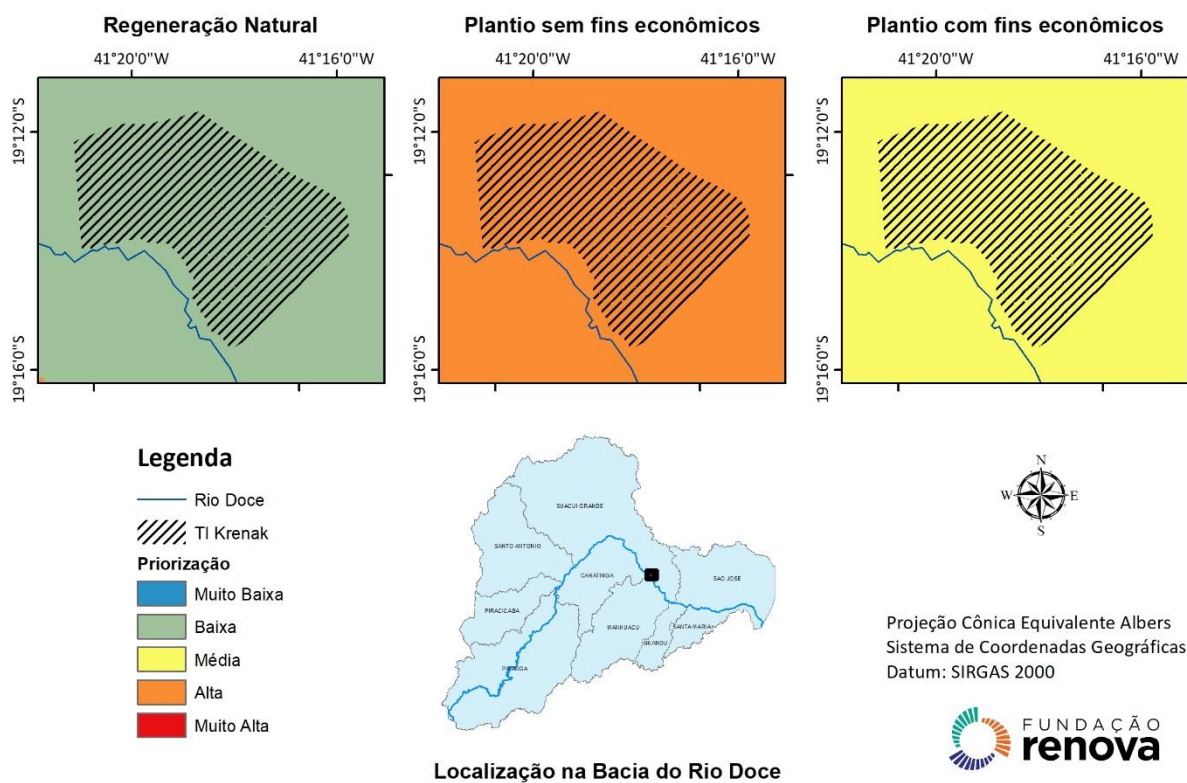 Regeneração Natural
Plantio sem fins econômicos
Plantio com fins econômicos
41°20'0"W
41°16'0"W
41°20'0"W
41°16'0"W
41°20'0"W
41°16'0"W
19°12'0"S
19°16'0"S
19°12'0"S
19°16'0"S
19°12'0"S
19°16'0"S
Legenda
Rio Doce
TI Krenak
Priorização
Muito Baixa
Baixa
Média
Alta
Muito Alta
SUACUI GRANDE
SANTO ANTONIO
CARATINGA
SAO JOSE
PIRACICABA
MANHUACU
SANTA MARIA
GUANDU
PIRANGA
Localização na Bacia do Rio Doce
N
W
E
S
Projeção Cônica Equivalente Albers
Sistema de Coordenadas Geográficas
Datum: SIRGAS 2000
FUNDAÇÃO
renova